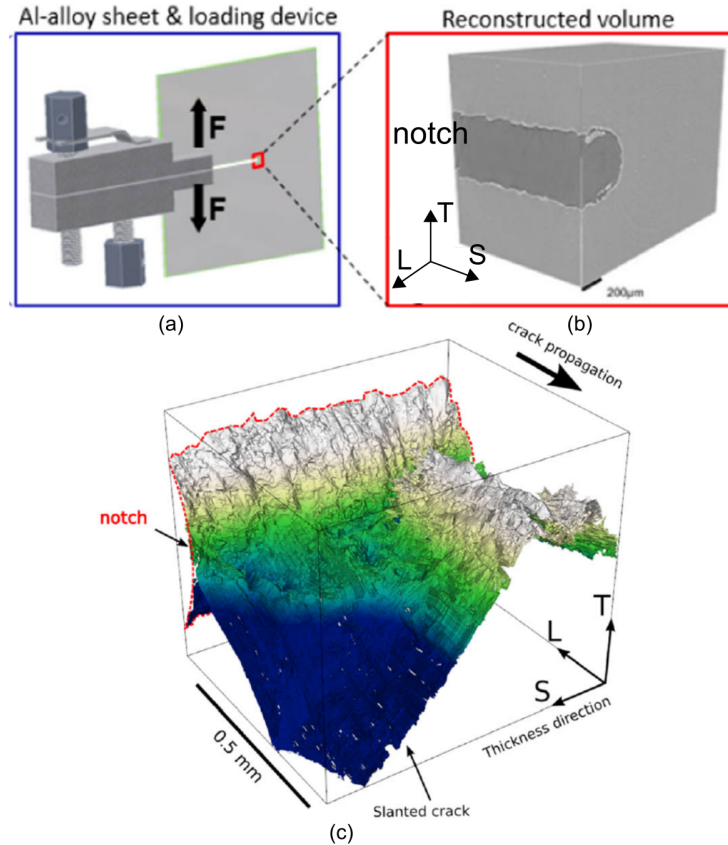 Al-alloy sheet & loading device
Reconstructed volume
F
F
notch
T
L
S
200µm
(a)
(b)
crack propagation
notch
T
L
S
Thickness direction
0.5 mm
Slanted crack
(c)